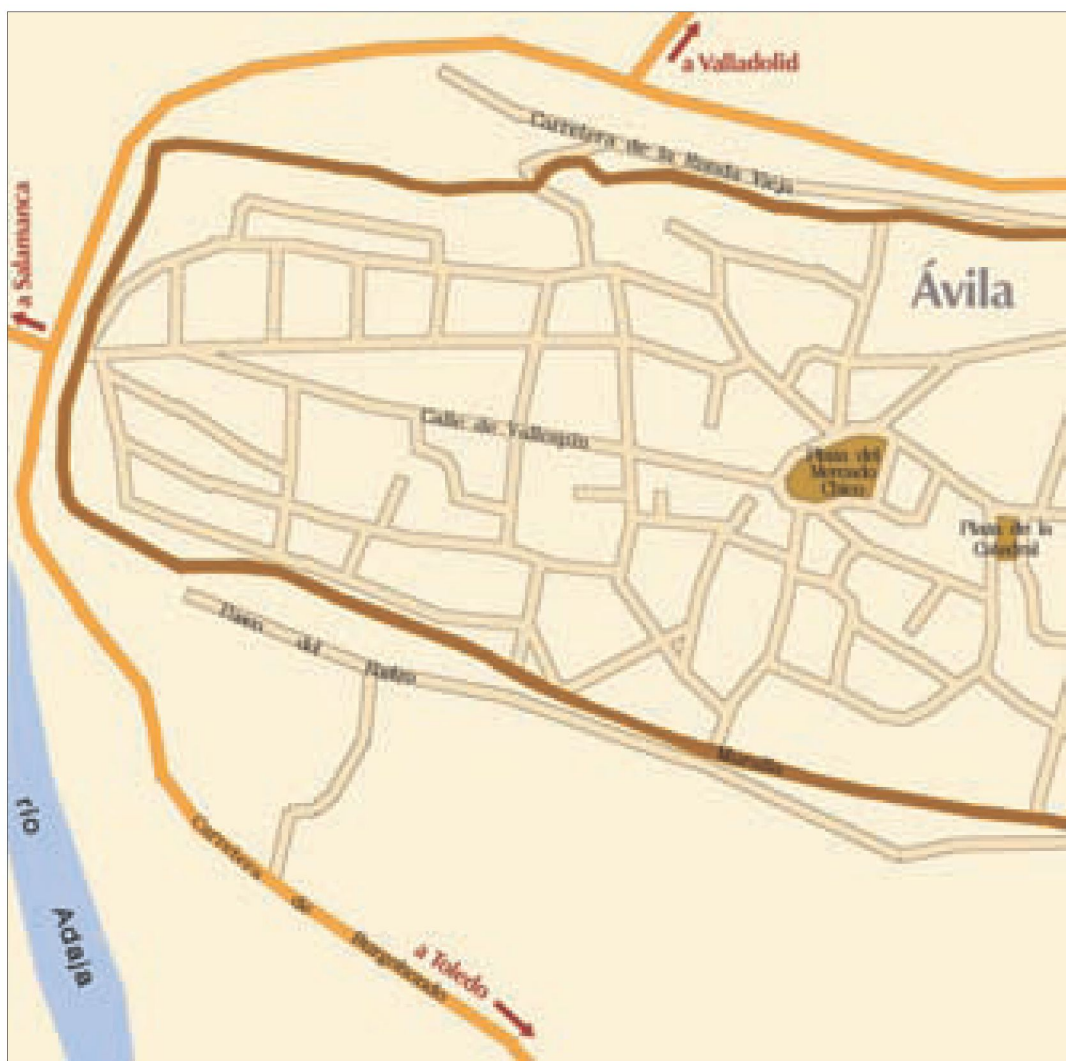 a Valladolid
Carretera de la Ronda Vieja
a Salamanca
Ávila
Calle de Vallespín
Plaza del
Mercado
Chico
Plaza de la
Catedral
Paseo del Rastro
Muralla
río Adaja
Carretera de Burgohondo
a Toledo